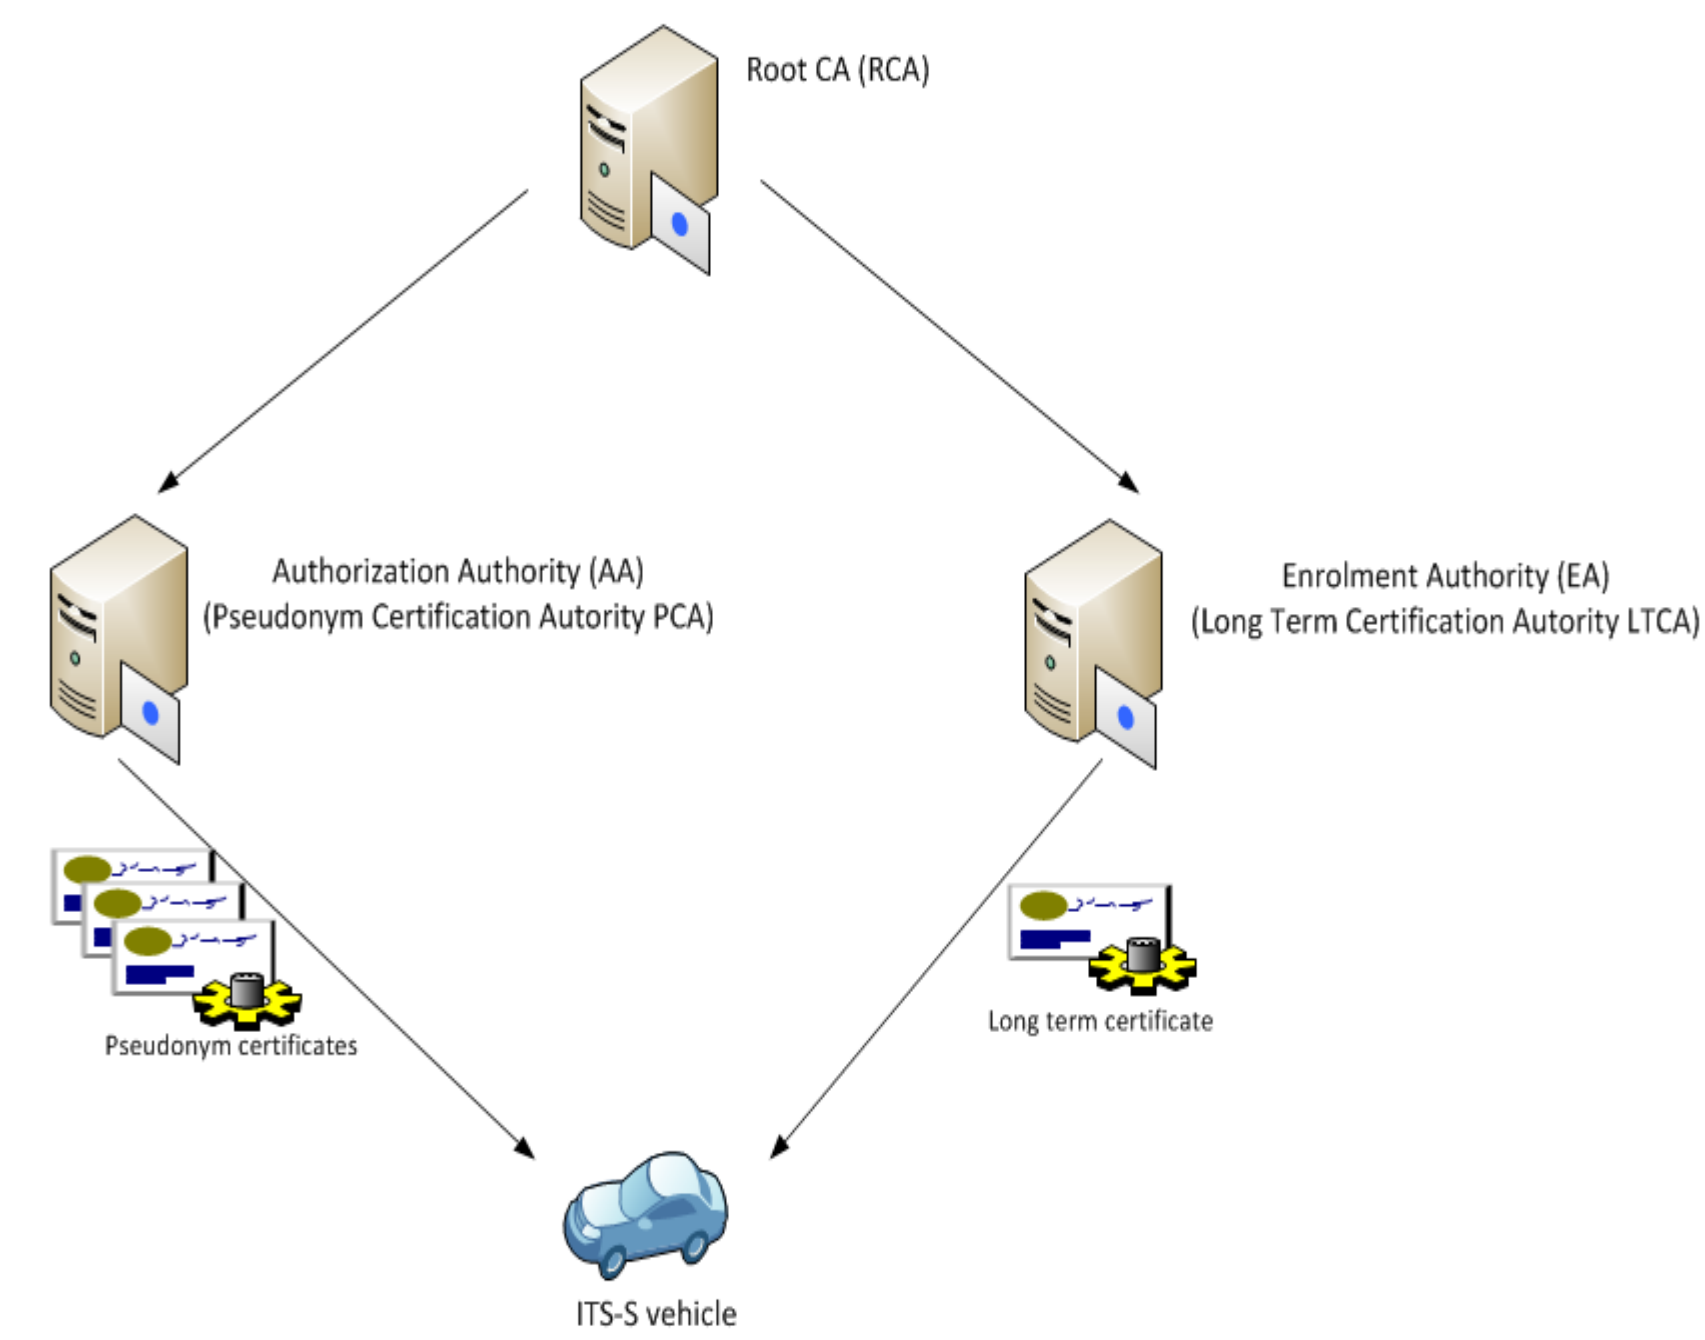 Root CA (RCA)
Authorization Authority (AA)
(Pseudonym Certification Autority PCA)
Enrolment Authority (EA)
(Long Term Certification Autority LTCA)
Pseudonym certificates
Long term certificate
ITS-S vehicle